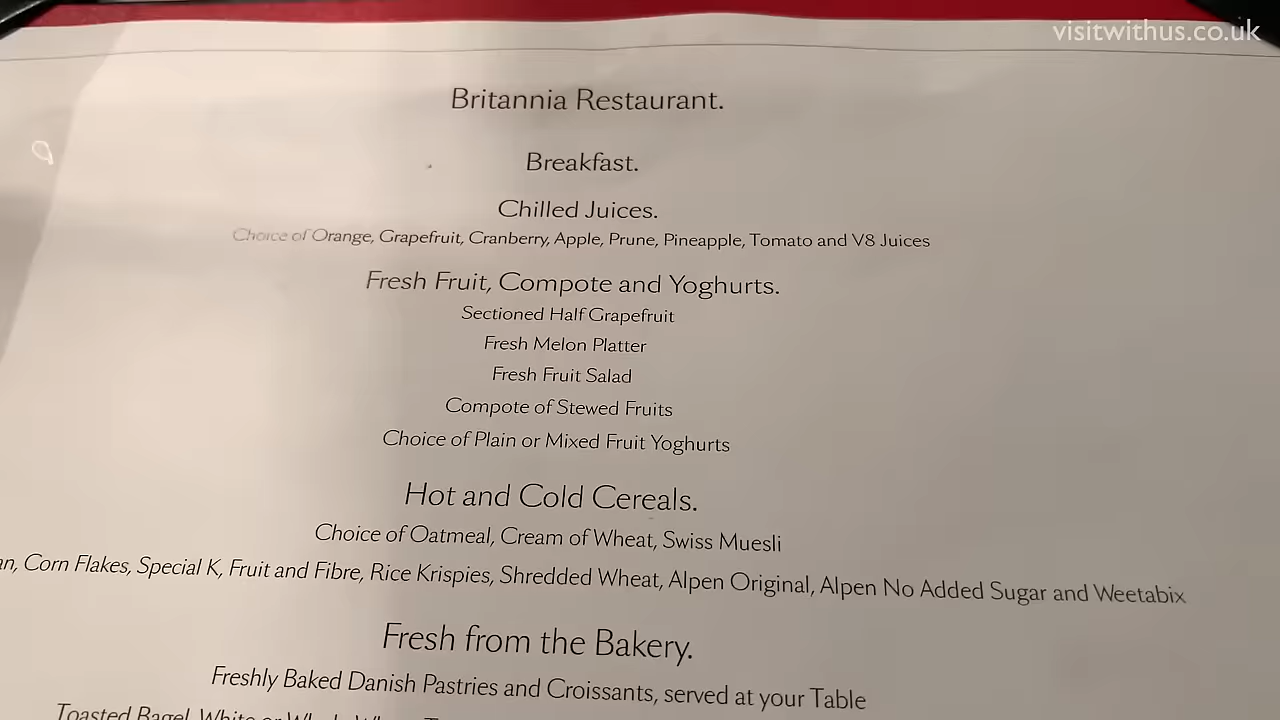 visitwithus.co.uk
Britannia Restaurant.
Breakfast.
Chilled Juices.
Choice of Orange, Grapefruit, Cranberry, Apple, Prune, Pineapple, Tomato and V8 Juices
Fresh Fruit, Compote and Yoghurts.
Sectioned Half Grapefruit
Fresh Melon Platter
Fresh Fruit Salad
Compote of Stewed Fruits
Choice of Plain or Mixed Fruit Yoghurts
Hot and Cold Cereals.
Choice of Oatmeal, Cream of Wheat, Swiss Muesli
Corn Flakes, Special K, Fruit and Fibre, Rice Krispies, Shredded Wheat, Alpen Original, Alpen No Added Sugar and Weetabix
Fresh from the Bakery.
Freshly Baked Danish Pastries and Croissants, served at your Table
Toasted Bagel, White or